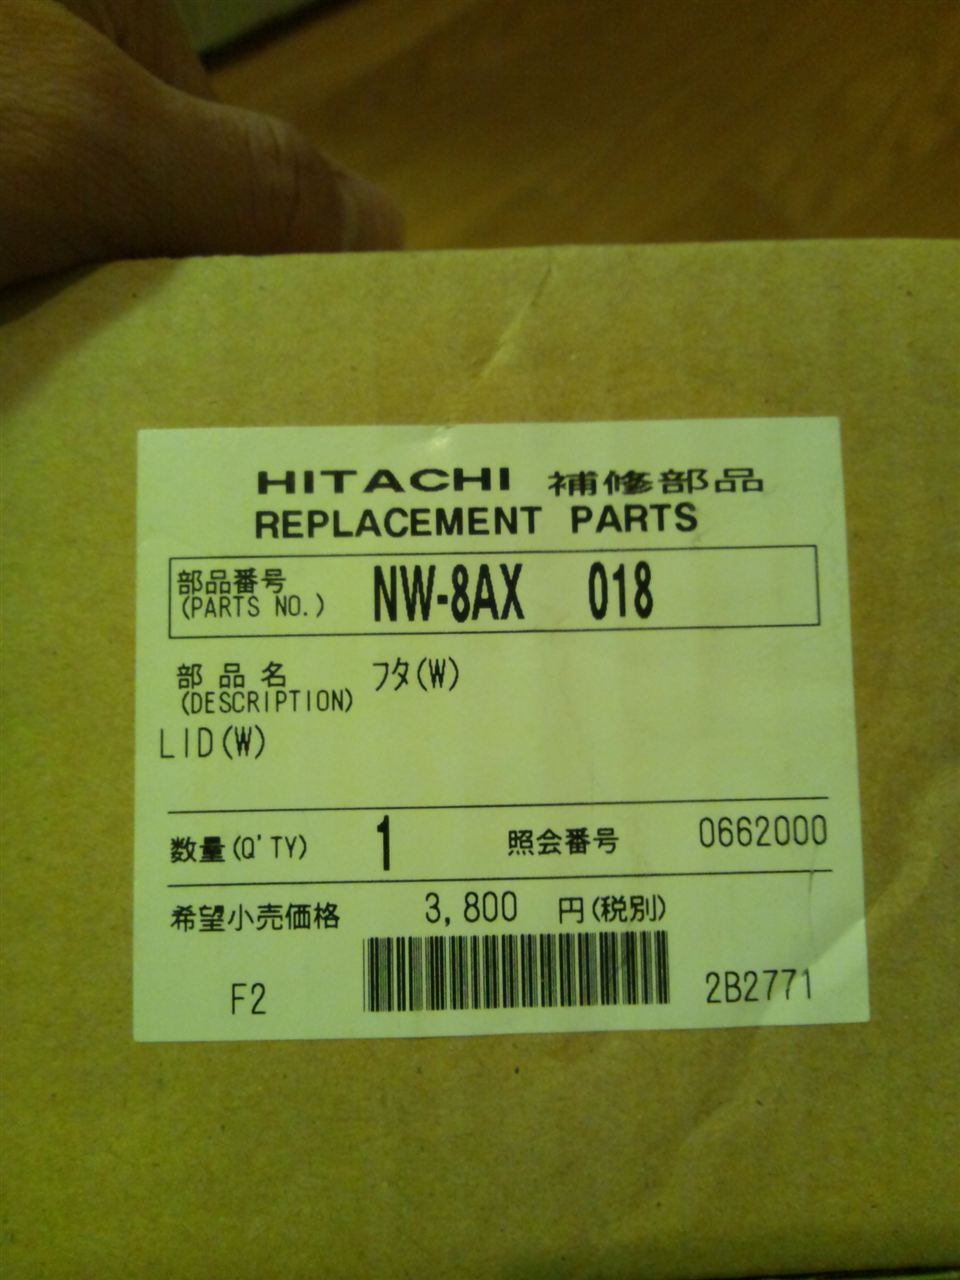 HITACHI 補修部品
REPLACEMENT PARTS
部品番号 NW-8AX 018
(PARTS NO.)
部品名 フタ(W)
(DESCRIPTION)
LID(W)
数量(Q'TY) 1 照会番号 0662000
希望小売価格 3,800 円(税別)
F2 2B2771